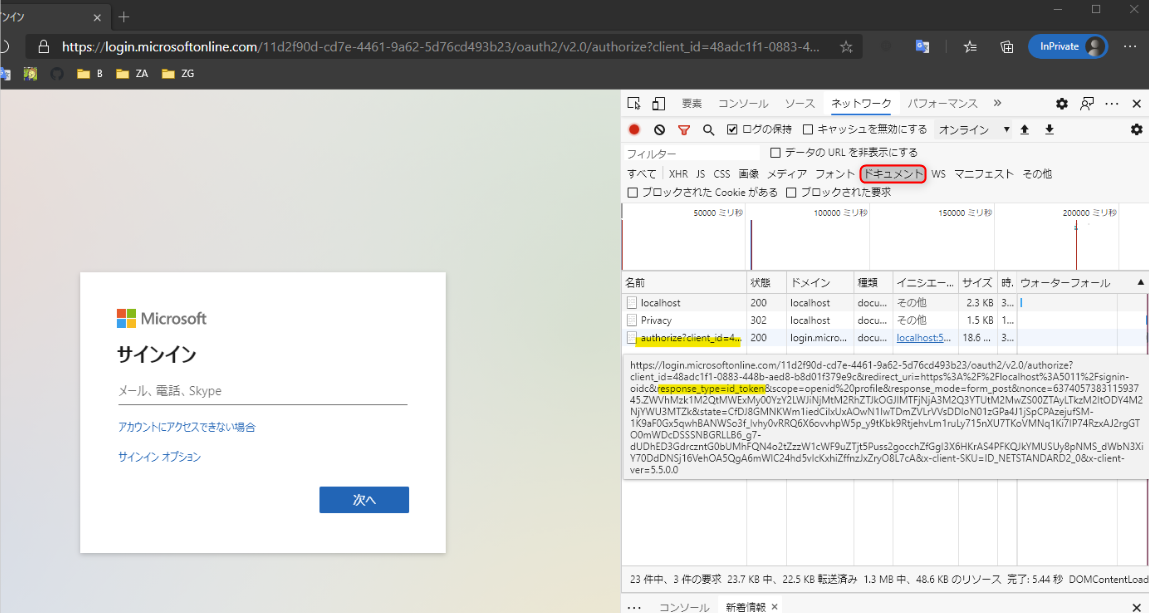 サインイン
https://login.microsoftonline.com/11d2f90d-cd7e-4461-9a62-5d76cd493b23/oauth2/v2.0/authorize?client_id=48adc1f1-0883-4...
InPrivate
B ZA ZG
Microsoft
サインイン
メール、電話、Skype
アカウントにアクセスできない場合
サインイン オプション
次へ
要素 コンソール ソース ネットワーク パフォーマンス
ログの保持 キャッシュを無効にする オンライン
フィルター データの URL を非表示にする
すべて XHR JS CSS 画像 メディア フォント ドキュメント WS マニフェスト その他
ブロックされた Cookie がある ブロックされた要求
50000 ミリ秒 100000 ミリ秒 150000 ミリ秒 200000 ミリ秒
名前 状態 ドメイン 種類 イニシエー... サイズ 時. ウォーターフォール
localhost 200 localhost docu... その他 2.3 KB 3...
Privacy 302 localhost docu... その他 1.5 KB 1...
authorize?client_id=4... 200 login.micro... docu... localhost:5... 18.6 ... 3...
https://login.microsoftonline.com/11d2f90d-cd7e-4461-9a62-5d76cd493b23/oauth2/v2.0/authorize?
client_id=48adc1f1-0883-448b-aed8-b8d01f379e9c&redirect_uri=https%3A%2F%2Flocalhost%3A5011%2Fsignin-
oidc&response_type=id_token&scope=openid%20profile&response_mode=form_post&nonce=6374057383115937
ver=5.5.0.0
23 件中、3 件の要求 23.7 KB 中、22.5 KB 転送済み 1.3 MB 中、48.6 KB のリソース 完了: 5.44 秒 DOMContentLoad
コンソール 新着情報